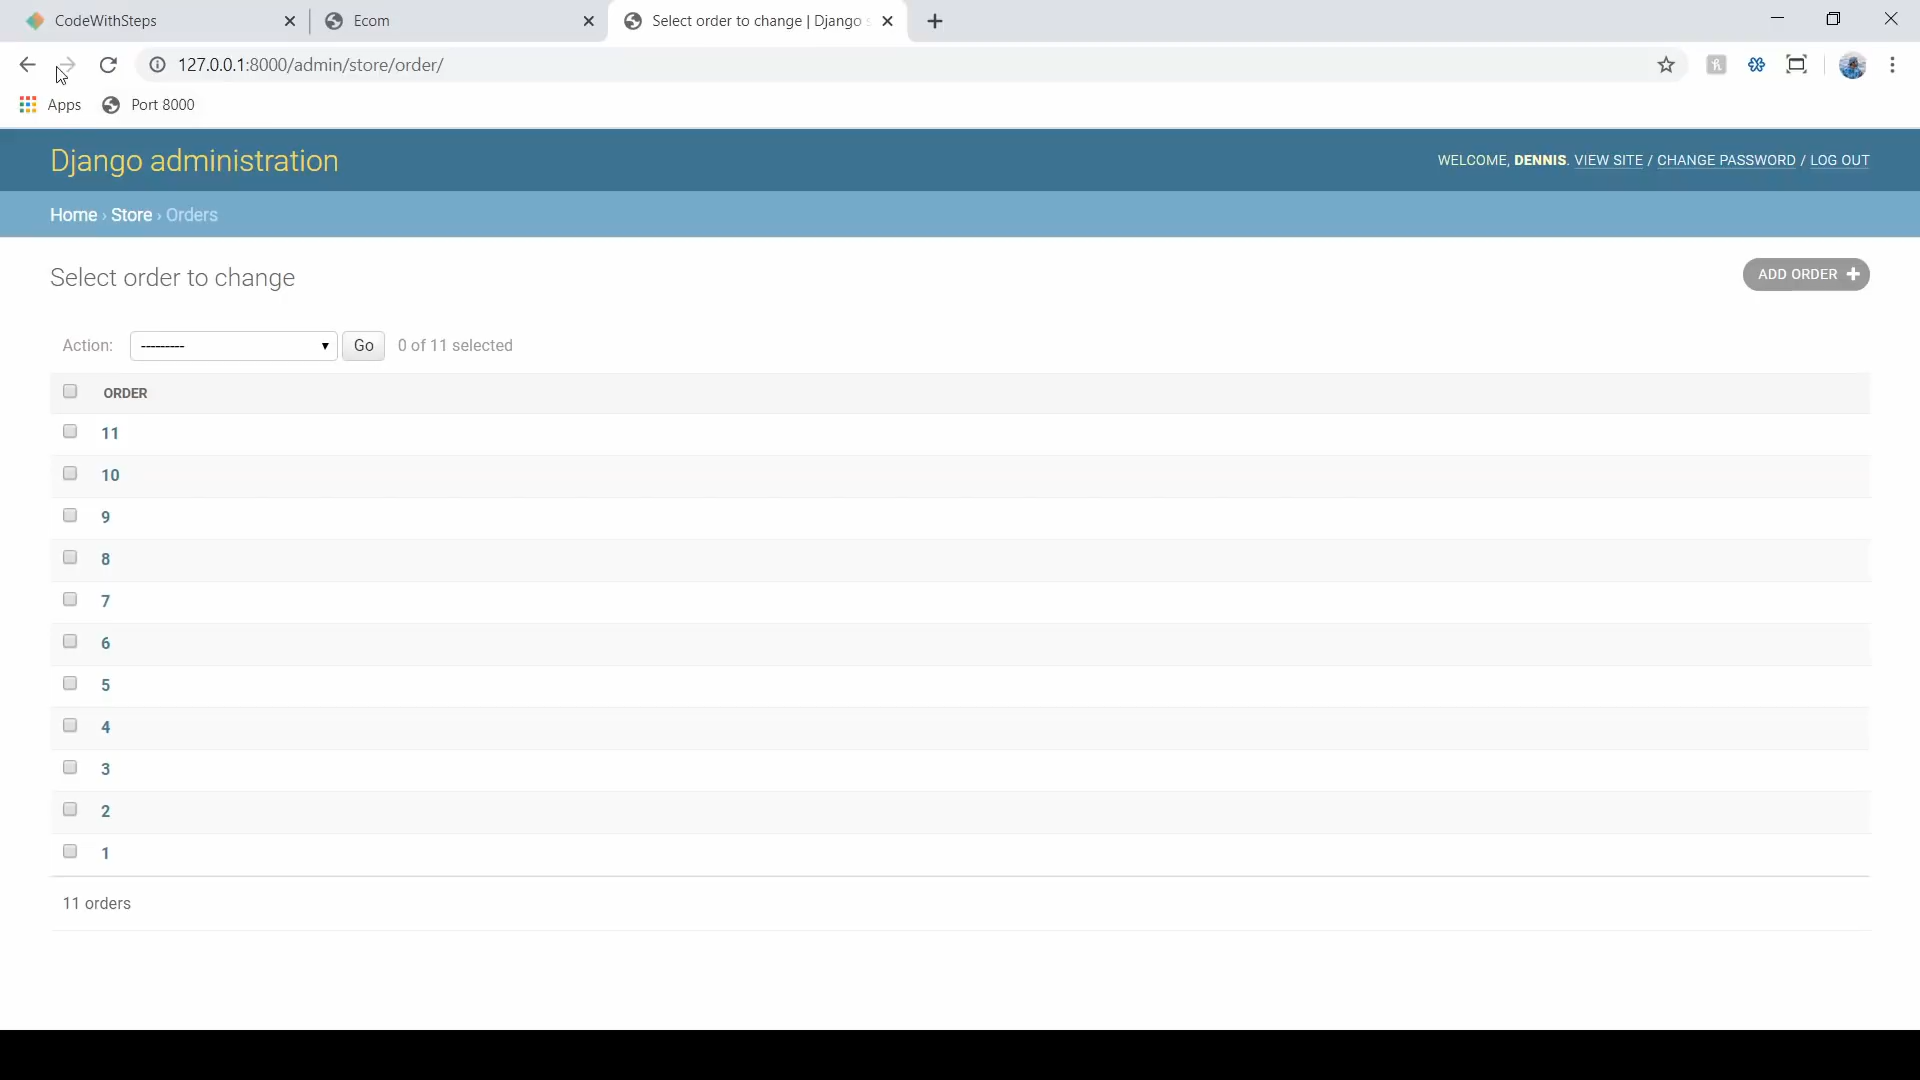 CodeWithSteps
Ecom
Select order to change | Django s
127.0.0.1:8000/admin/store/order/
Apps
Port 8000
Django administration
WELCOME, DENNIS. VIEW SITE / CHANGE PASSWORD / LOG OUT
Home › Store › Orders
Select order to change
ADD ORDER +
Action:
---------
Go
0 of 11 selected
ORDER
11
10
9
8
7
6
5
4
3
2
1
11 orders